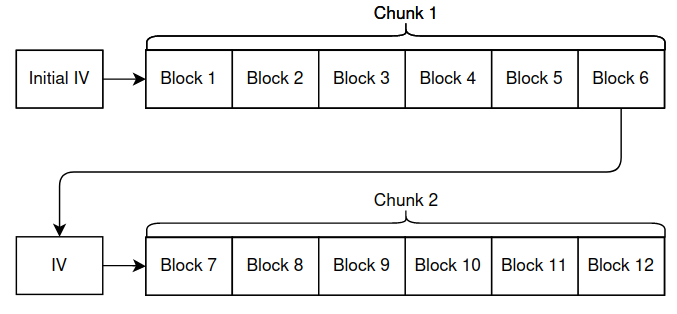 Chunk 1
Initial IV
Block 1
Block 2
Block 3
Block 4
Block 5
Block 6
Chunk 2
IV
Block 7
Block 8
Block 9
Block 10
Block 11
Block 12